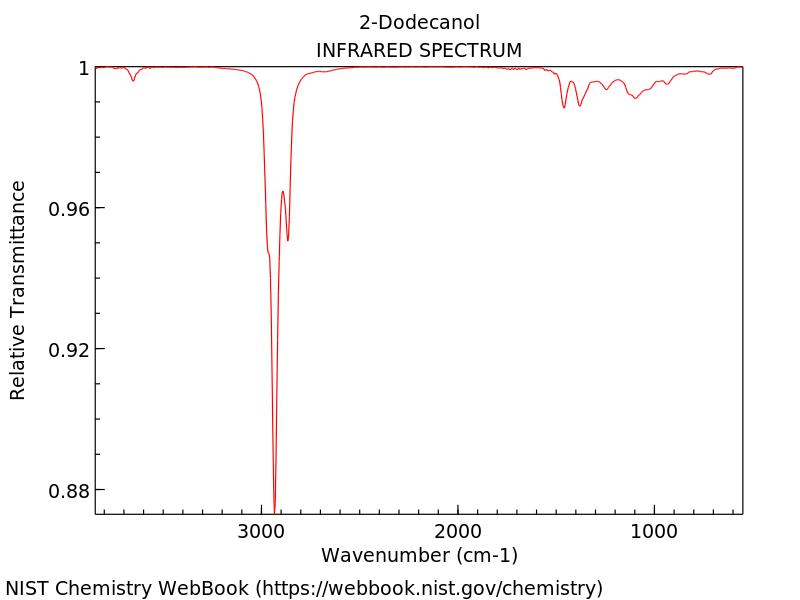 2-Dodecanol
INFRARED SPECTRUM
1
0.96
0.92
0.88
Relative Transmittance
3000 2000 1000
Wavenumber (cm-1)
NIST Chemistry WebBook (https://webbook.nist.gov/chemistry)